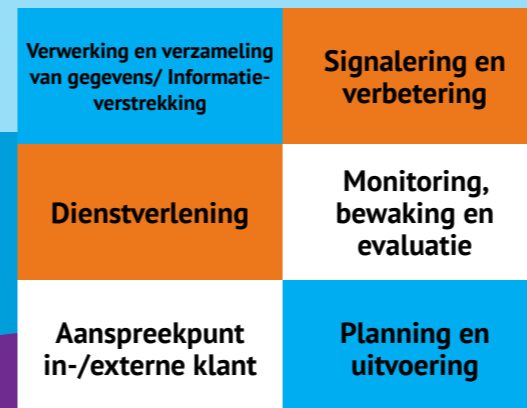 Verwerking en verzameling
van gegevens/ Informatie-
verstrekking
Signalering en
verbetering
Dienstverlening
Monitoring,
bewaking en
evaluatie
Aanspreekpunt
in-/externe klant
Planning en
uitvoering